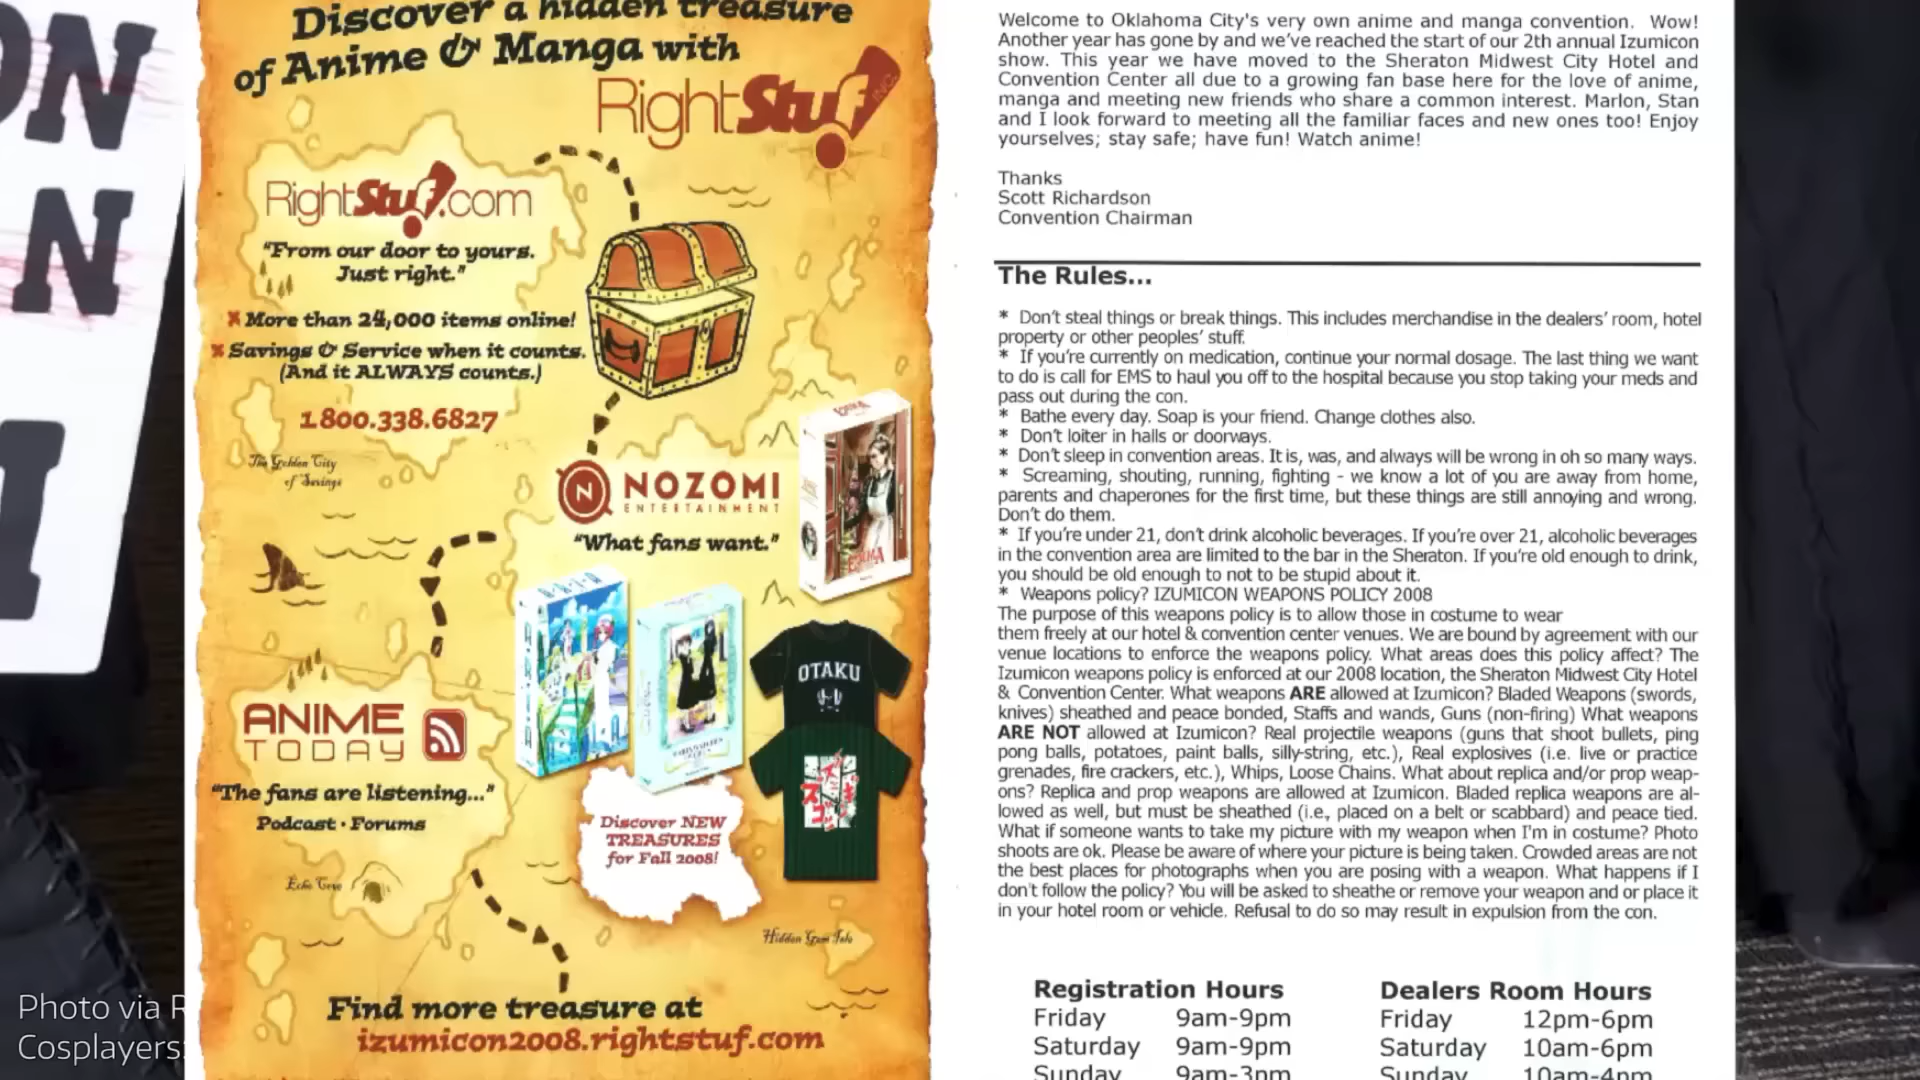 ON
N
I
Discover a hidden treasure
of Anime & Manga with
RightStuf! INC.
RightStuf!.com
"From our door to yours.
Just right."
More than 24,000 items online!
Savings & Service when it counts.
(And it ALWAYS counts.)
1.800.338.6827
The Golden City
of Savings
NOZOMI
ENTERTAINMENT
"What fans want."
EMMA
ARIA
OTAKU
ANIME
TODAY
"The fans are listening..."
Podcast · Forums
Discover NEW
TREASURES
for Fall 2008!
Echo Cove
Hidden Gem Isle
Find more treasure at
izumicon2008.rightstuf.com
Welcome to Oklahoma City's very own anime and manga convention. Wow!
Another year has gone by and we've reached the start of our 2th annual Izumicon
show. This year we have moved to the Sheraton Midwest City Hotel and
Convention Center all due to a growing fan base here for the love of anime,
manga and meeting new friends who share a common interest. Marlon, Stan
and I look forward to meeting all the familiar faces and new ones too! Enjoy
yourselves; stay safe; have fun! Watch anime!
Thanks
Scott Richardson
Convention Chairman
The Rules...
* Don't steal things or break things. This includes merchandise in the dealers' room, hotel
property or other peoples' stuff.
* If you're currently on medication, continue your normal dosage. The last thing we want
to do is call for EMS to haul you off to the hospital because you stop taking your meds and
pass out during the con.
* Bathe every day. Soap is your friend. Change clothes also.
* Don't loiter in halls or doorways.
* Don't sleep in convention areas. It is, was, and always will be wrong in oh so many ways.
* Screaming, shouting, running, fighting - we know a lot of you are away from home,
parents and chaperones for the first time, but these things are still annoying and wrong.
Don't do them.
* If you're under 21, don't drink alcoholic beverages. If you're over 21, alcoholic beverages
in the convention area are limited to the bar in the Sheraton. If you're old enough to drink,
you should be old enough to not to be stupid about it.
* Weapons policy? IZUMICON WEAPONS POLICY 2008
The purpose of this weapons policy is to allow those in costume to wear
them freely at our hotel & convention center venues. We are bound by agreement with our
venue locations to enforce the weapons policy. What areas does this policy affect? The
Izumicon weapons policy is enforced at our 2008 location, the Sheraton Midwest City Hotel
& Convention Center. What weapons ARE allowed at Izumicon? Bladed Weapons (swords,
knives) sheathed and peace bonded, Staffs and wands, Guns (non-firing) What weapons
ARE NOT allowed at Izumicon? Real projectile weapons (guns that shoot bullets, ping
pong balls, potatoes, paint balls, silly-string, etc.), Real explosives (i.e. live or practice
grenades, fire crackers, etc.), Whips, Loose Chains. What about replica and/or prop weap-
ons? Replica and prop weapons are allowed at Izumicon. Bladed replica weapons are al-
lowed as well, but must be sheathed (i.e., placed on a belt or scabbard) and peace tied.
What if someone wants to take my picture with my weapon when I'm in costume? Photo
shoots are ok. Please be aware of where your picture is being taken. Crowded areas are not
the best places for photographs when you are posing with a weapon. What happens if I
don't follow the policy? You will be asked to sheathe or remove your weapon and or place it
in your hotel room or vehicle. Refusal to do so may result in expulsion from the con.
Registration Hours
Friday 9am-9pm
Saturday 9am-9pm
Sunday 9am-3pm
Dealers Room Hours
Friday 12pm-6pm
Saturday 10am-6pm
Sunday 10am-4pm
Photo via R
Cosplayers